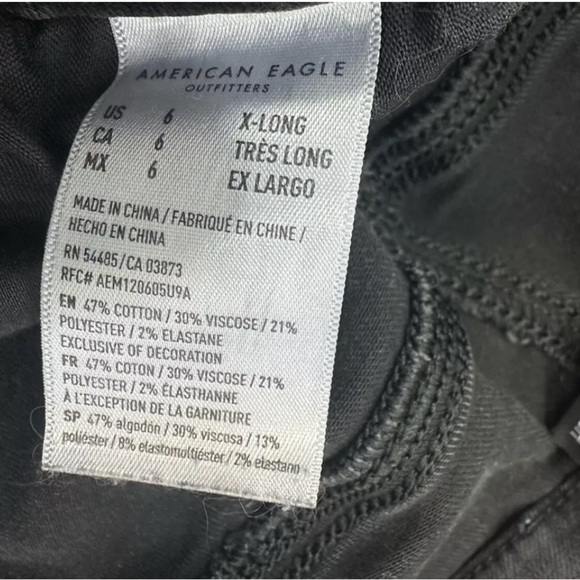 AMERICAN EAGLE
OUTFITTERS
US 6 X-LONG
CA 6 TRÈS LONG
MX 6 EX LARGO
MADE IN CHINA / FABRIQUÉ EN CHINE /
HECHO EN CHINA
RN 54485/CA 03873
RFC# AEM120605U9A
EN 47% COTTON / 30% VISCOSE / 21%
POLYESTER / 2% ELASTANE
EXCLUSIVE OF DECORATION
FR 47% COTON / 30% VISCOSE / 21%
POLYESTER / 2% ÉLASTHANNE
À L'EXCEPTION DE LA GARNITURE
SP 47% algodón / 30% viscosa / 13%
poliéster / 8% elastomultiéster / 2% elastano